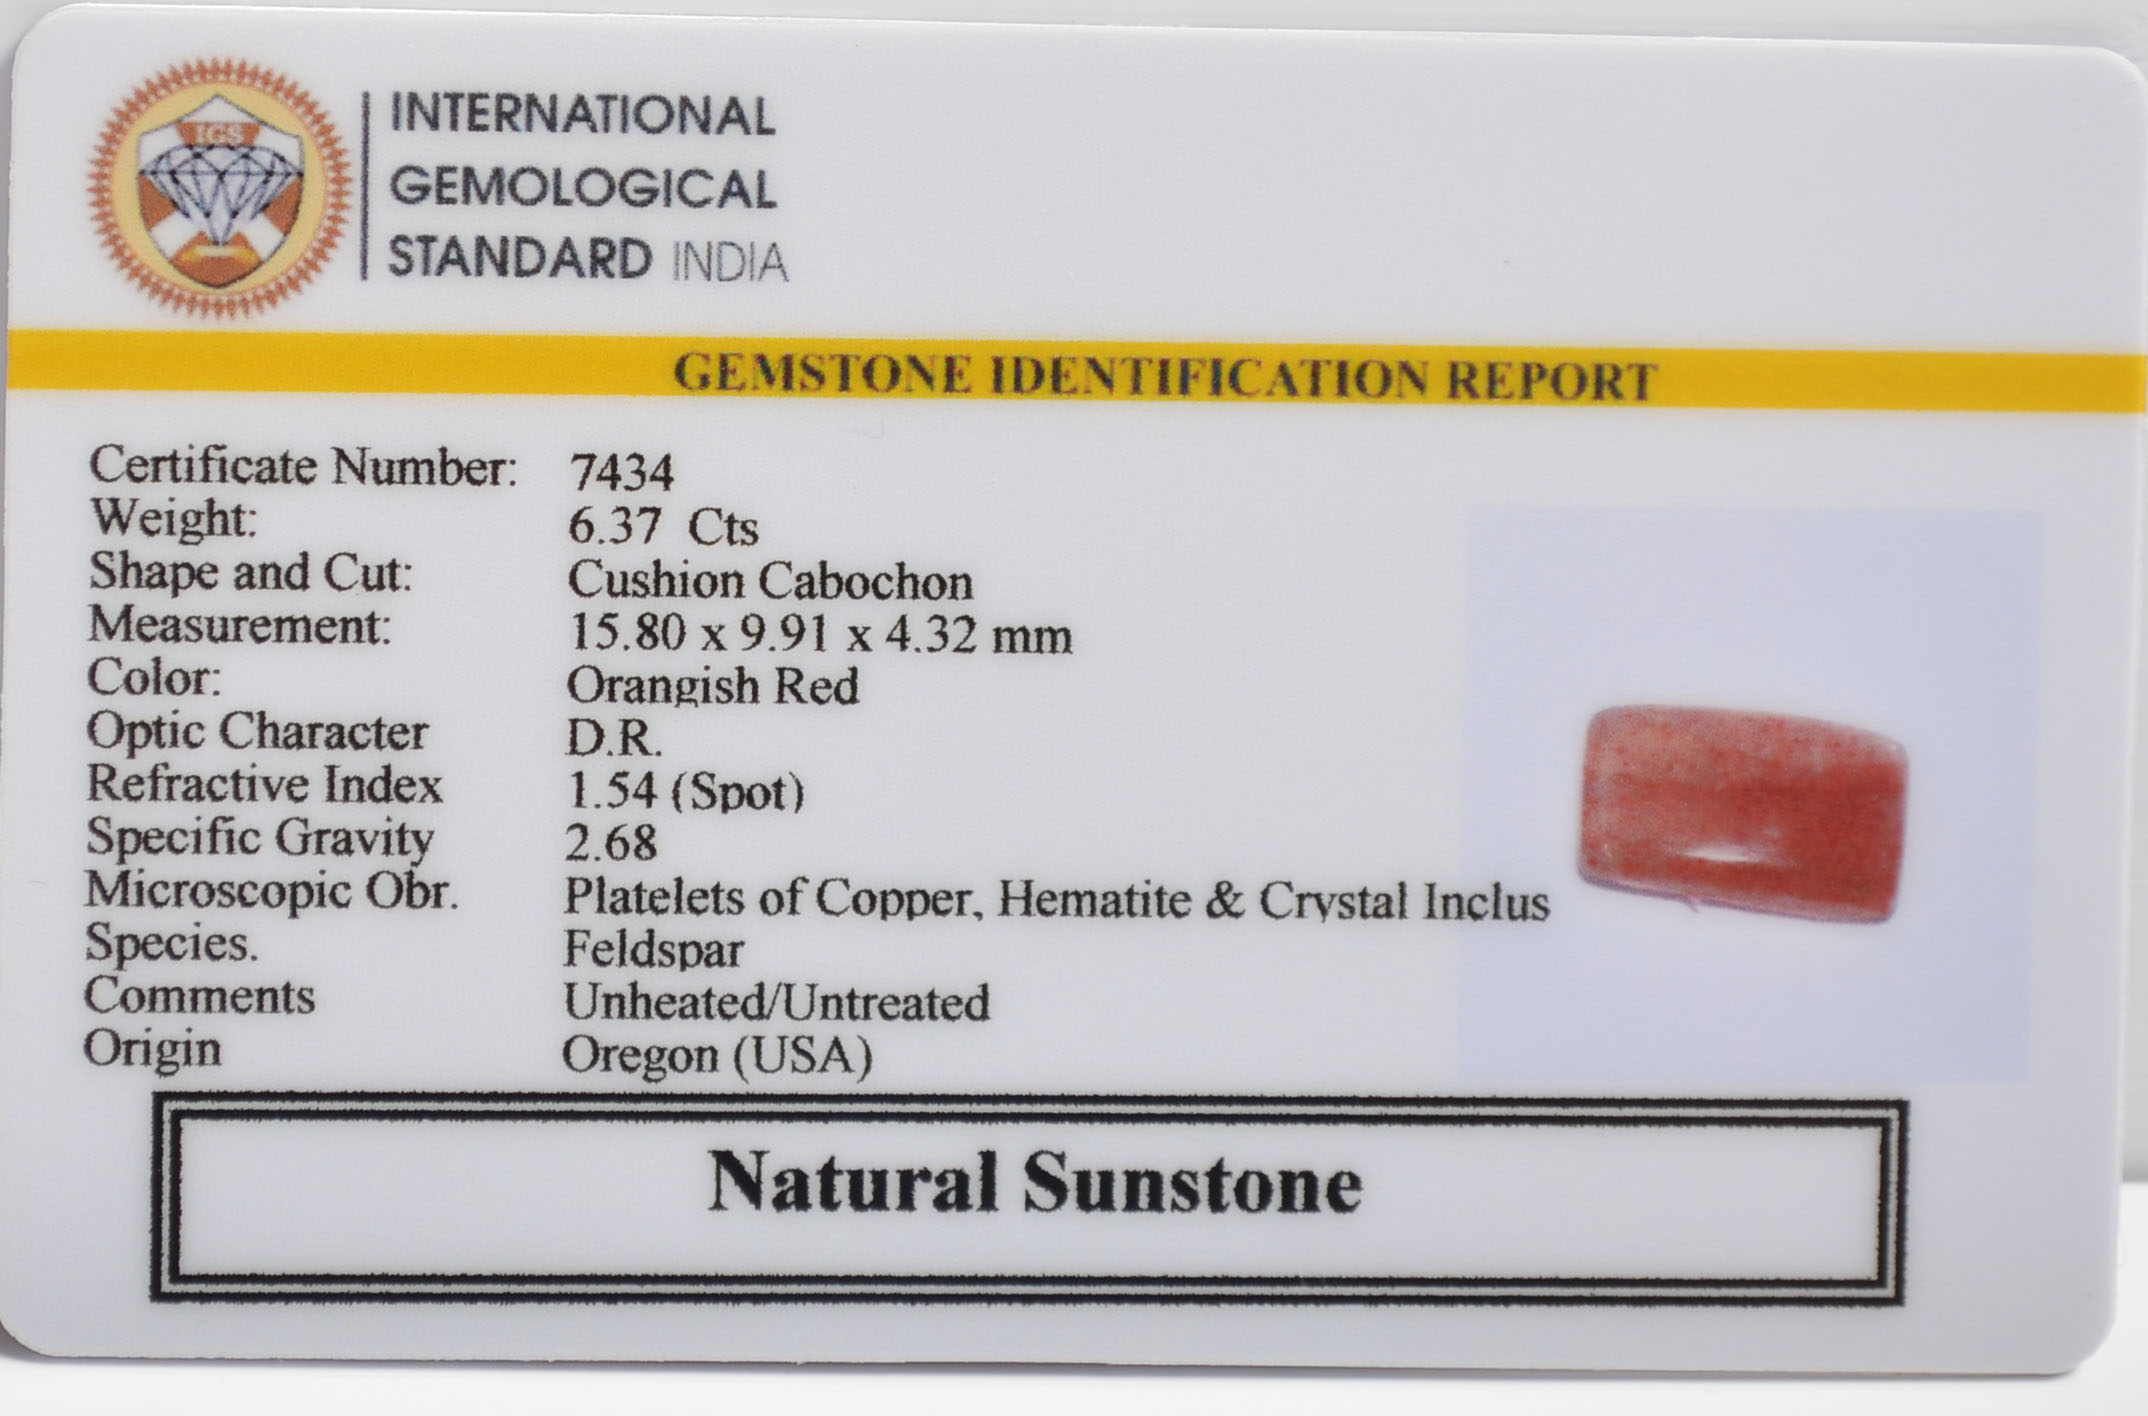 IGS
INTERNATIONAL
GEMOLOGICAL
STANDARD INDIA
GEMSTONE IDENTIFICATION REPORT
Certificate Number: 7434
Weight: 6.37 Cts
Shape and Cut: Cushion Cabochon
Measurement: 15.80 x 9.91 x 4.32 mm
Color: Orangish Red
Optic Character D.R.
Refractive Index 1.54 (Spot)
Specific Gravity 2.68
Microscopic Obr. Platelets of Copper, Hematite & Crystal Inclus
Species. Feldspar
Comments Unheated/Untreated
Origin Oregon (USA)
Natural Sunstone